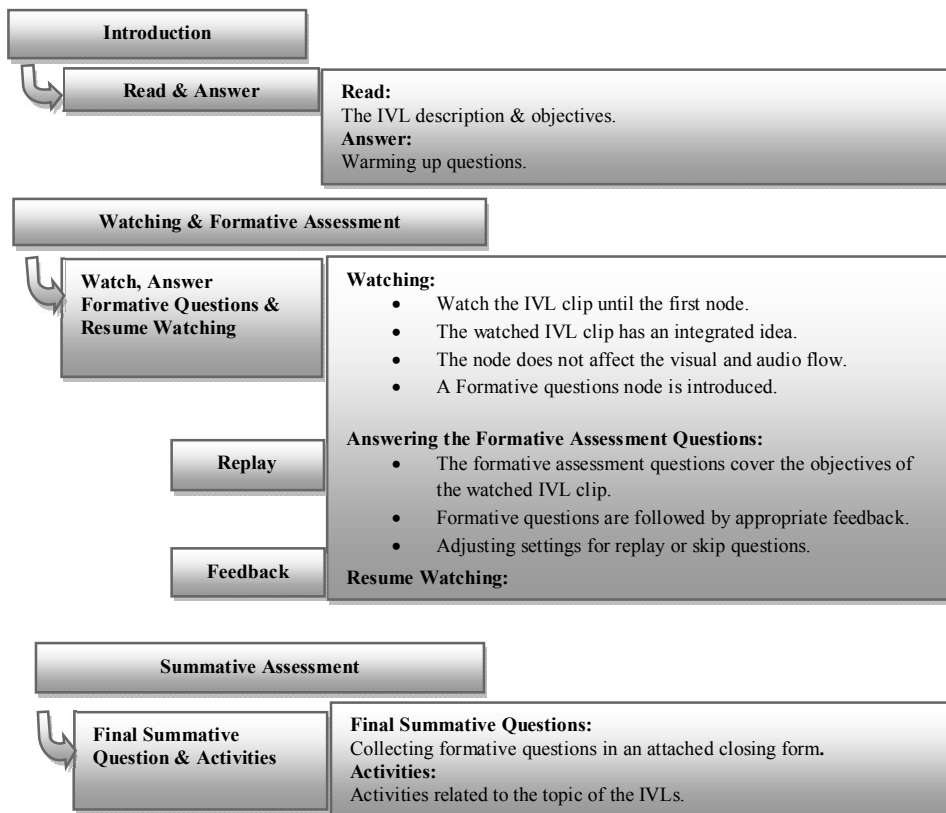 Introduction
Read & Answer
Read:
The IVL description & objectives.
Answer:
Warming up questions.
Watching & Formative Assessment
Watch, Answer
Formative Questions &
Resume Watching
Watching:
• Watch the IVL clip until the first node.
• The watched IVL clip has an integrated idea.
• The node does not affect the visual and audio flow.
• A Formative questions node is introduced.
Replay
Answering the Formative Assessment Questions:
• The formative assessment questions cover the objectives of
the watched IVL clip.
• Formative questions are followed by appropriate feedback.
• Adjusting settings for replay or skip questions.
Feedback
Resume Watching:
Summative Assessment
Final Summative
Question & Activities
Final Summative Questions:
Collecting formative questions in an attached closing form.
Activities:
Activities related to the topic of the IVLs.